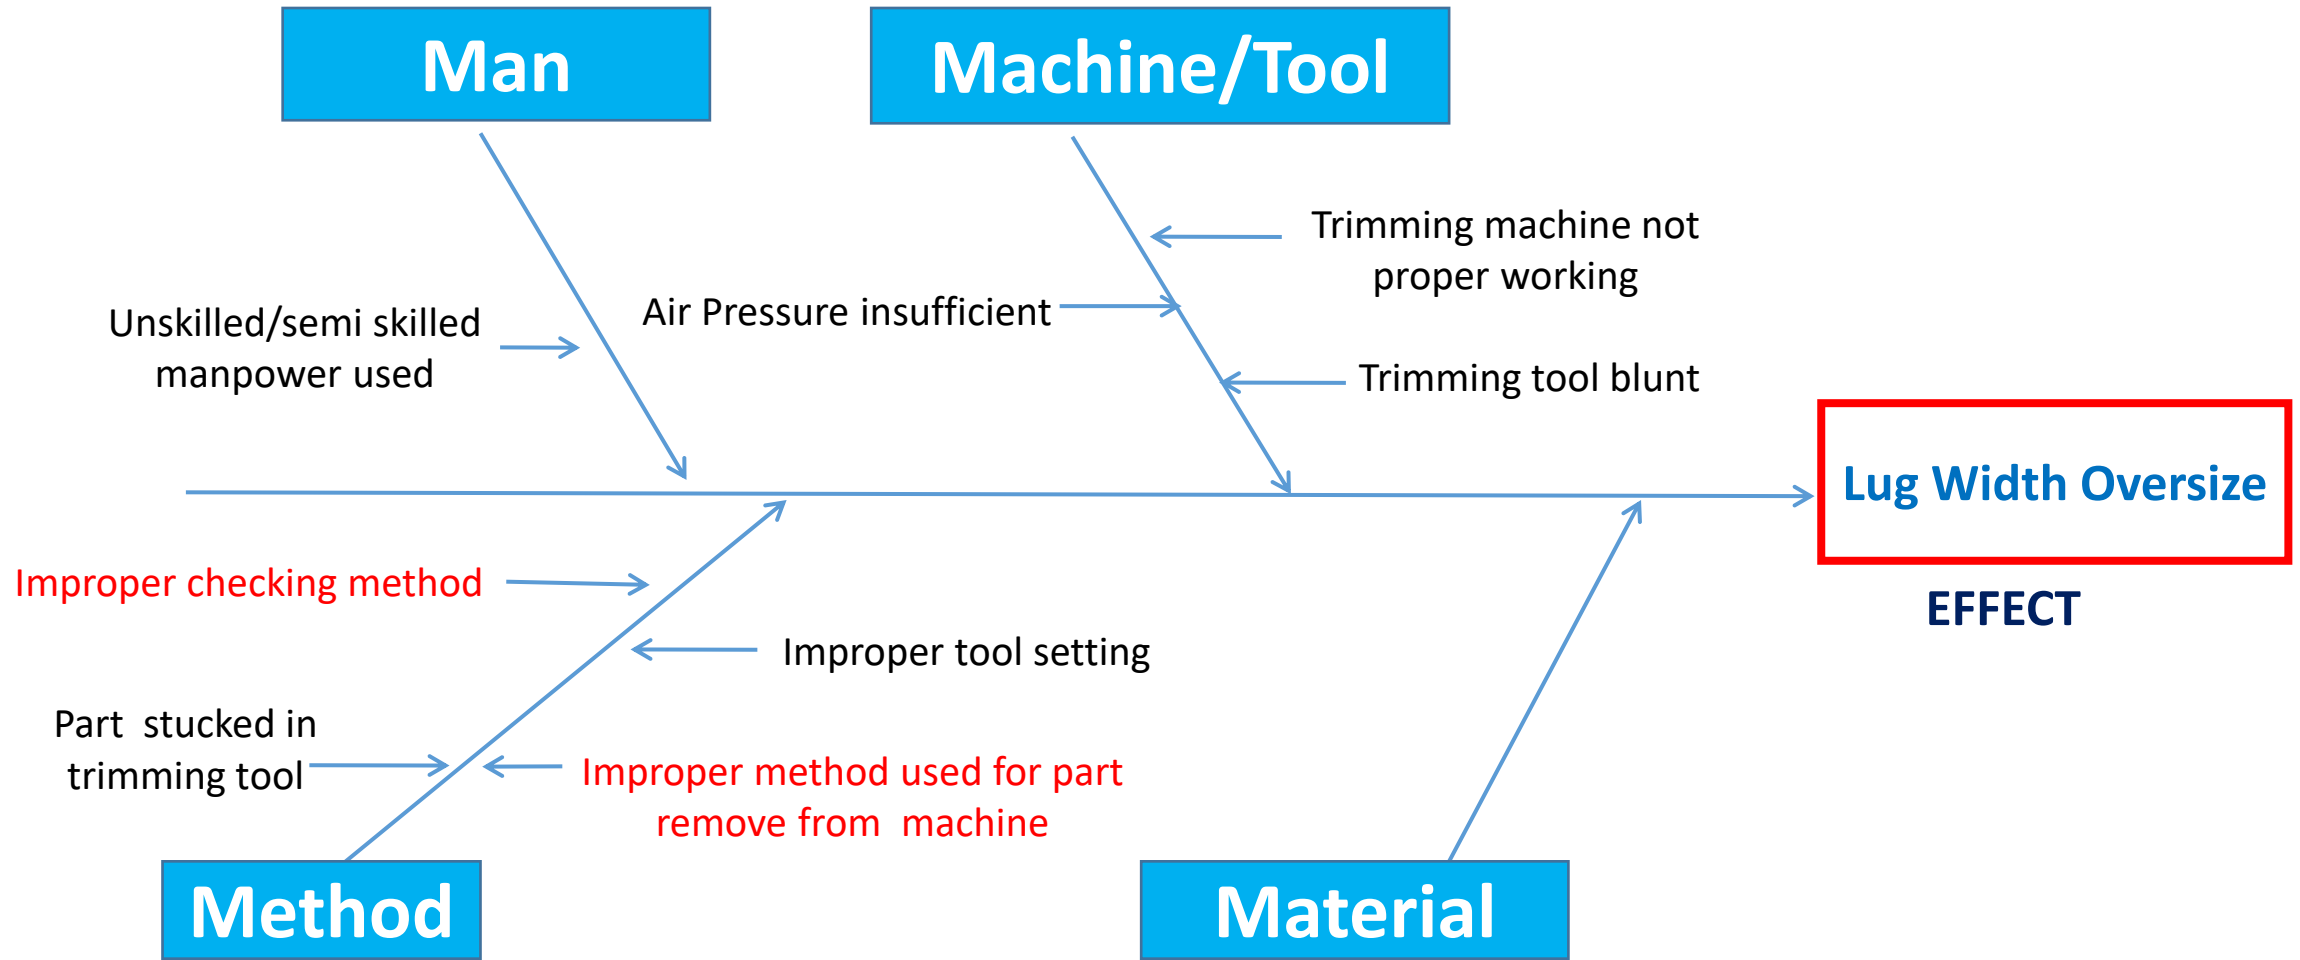 Man
Machine/Tool
Trimming machine not
proper working
Air Pressure insufficient
Unskilled/semi skilled
manpower used
Trimming tool blunt
Lug Width Oversize
EFFECT
Improper checking method
Improper tool setting
Part  stucked in
trimming tool
Improper method used for part
remove from  machine
Method
Material